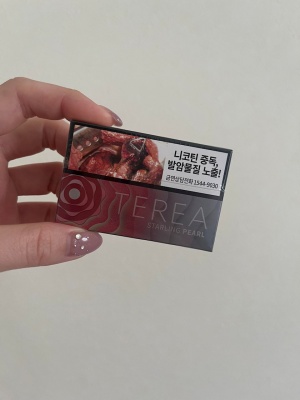 니코틴 중독,
발암물질 노출!
금연상담전화 1544-9030
TEREA
STARLING PEARL